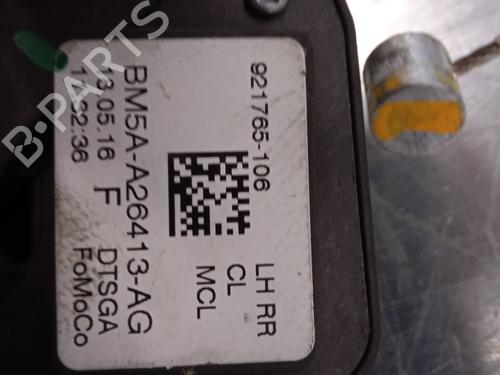 921765-106
LH RR
CL
MCL
BM5A-A26413-AG
13.05.16 F DTSGA
FoMoCo
B-PARTS